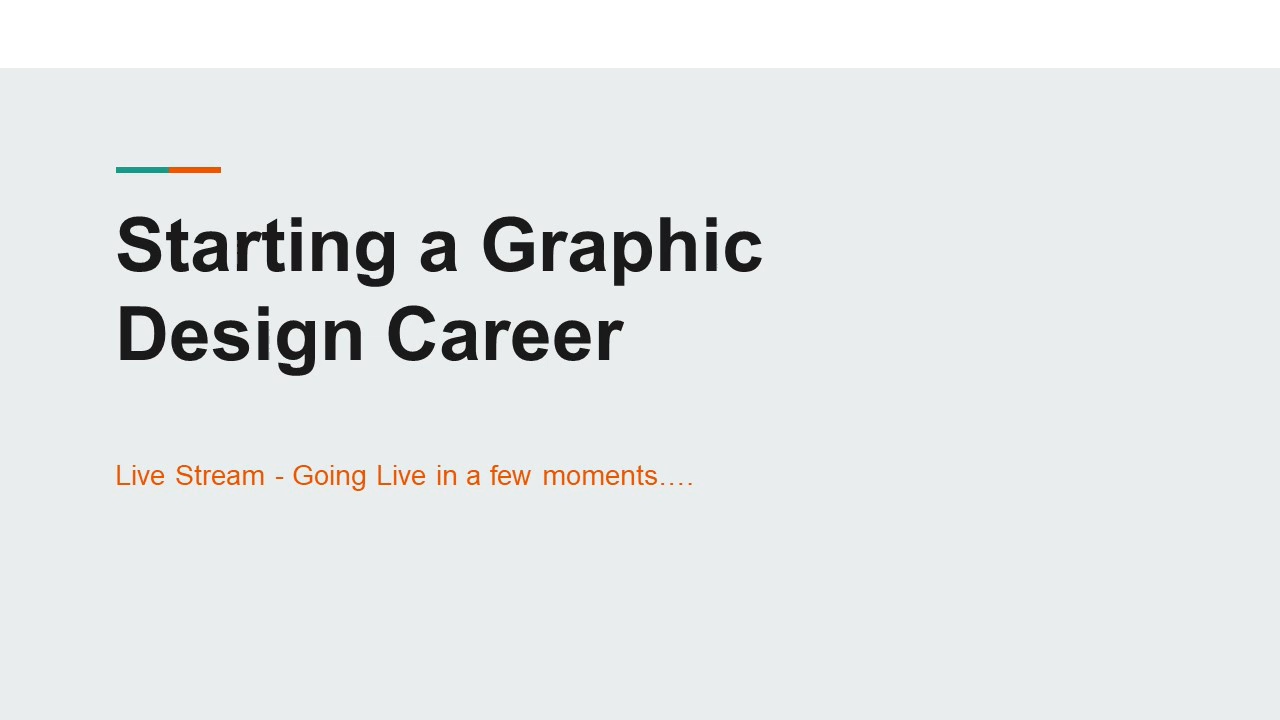 Starting a Graphic
Design Career
Live Stream - Going Live in a few moments….